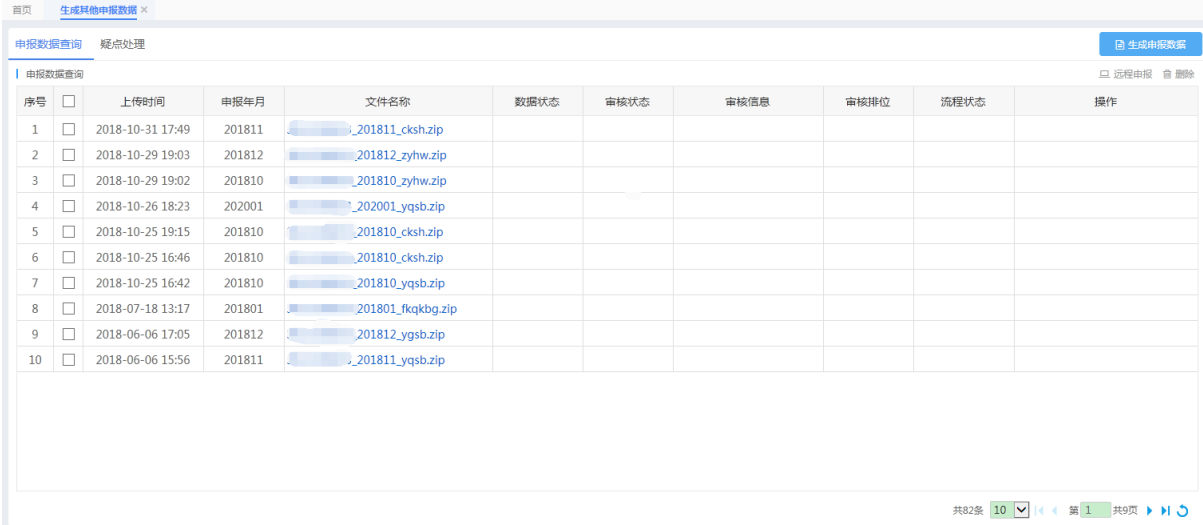 首页 生成其他申报数据 ×
申报数据查询 疑点处理 生成申报数据
申报数据查询 远程申报 删除
序号 上传时间 申报年月 文件名称 数据状态 审核状态 审核信息 审核排位 流程状态 操作
1 2018-10-31 17:49 201811 _201811_cksh.zip
2 2018-10-29 19:03 201812 _201812_zyhw.zip
3 2018-10-29 19:02 201810 _201810_zyhw.zip
4 2018-10-26 18:23 202001 _202001_yqsb.zip
5 2018-10-25 19:15 201810 _201810_cksh.zip
6 2018-10-25 16:46 201810 _201810_cksh.zip
7 2018-10-25 16:42 201810 _201810_yqsb.zip
8 2018-07-18 13:17 201801 _201801_fkqkbg.zip
9 2018-06-06 17:05 201812 _201812_ygsb.zip
10 2018-06-06 15:56 201811 _201811_yqsb.zip
共82条 10 第 1 共9页